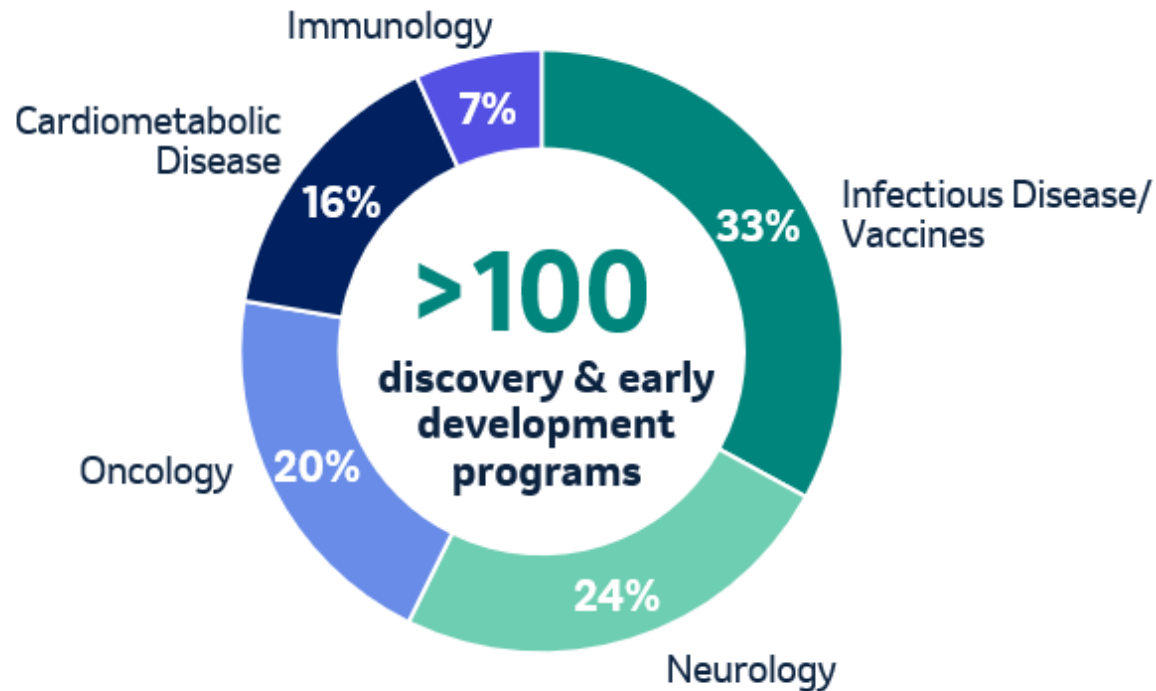 Immunology
7%
Cardiometabolic
Disease
16%
33%
Infectious Disease/
Vaccines
>100
discovery & early
development
programs
Oncology
20%
24%
Neurology